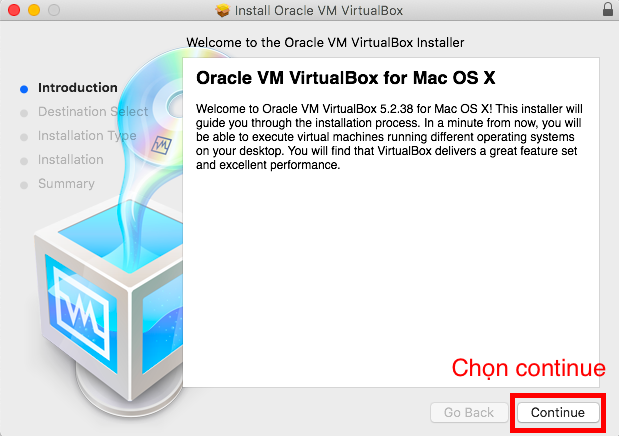 Install Oracle VM VirtualBox
Welcome to the Oracle VM VirtualBox Installer
Introduction
Destination Select
Installation Type
Installation
Summary
Oracle VM VirtualBox for Mac OS X
Welcome to Oracle VM VirtualBox 5.2.38 for Mac OS X! This installer will
guide you through the installation process. In a minute from now, you will
be able to execute virtual machines running different operating systems
on your desktop. You will find that VirtualBox delivers a great feature set
and excellent performance.
Chọn continue
Go Back
Continue